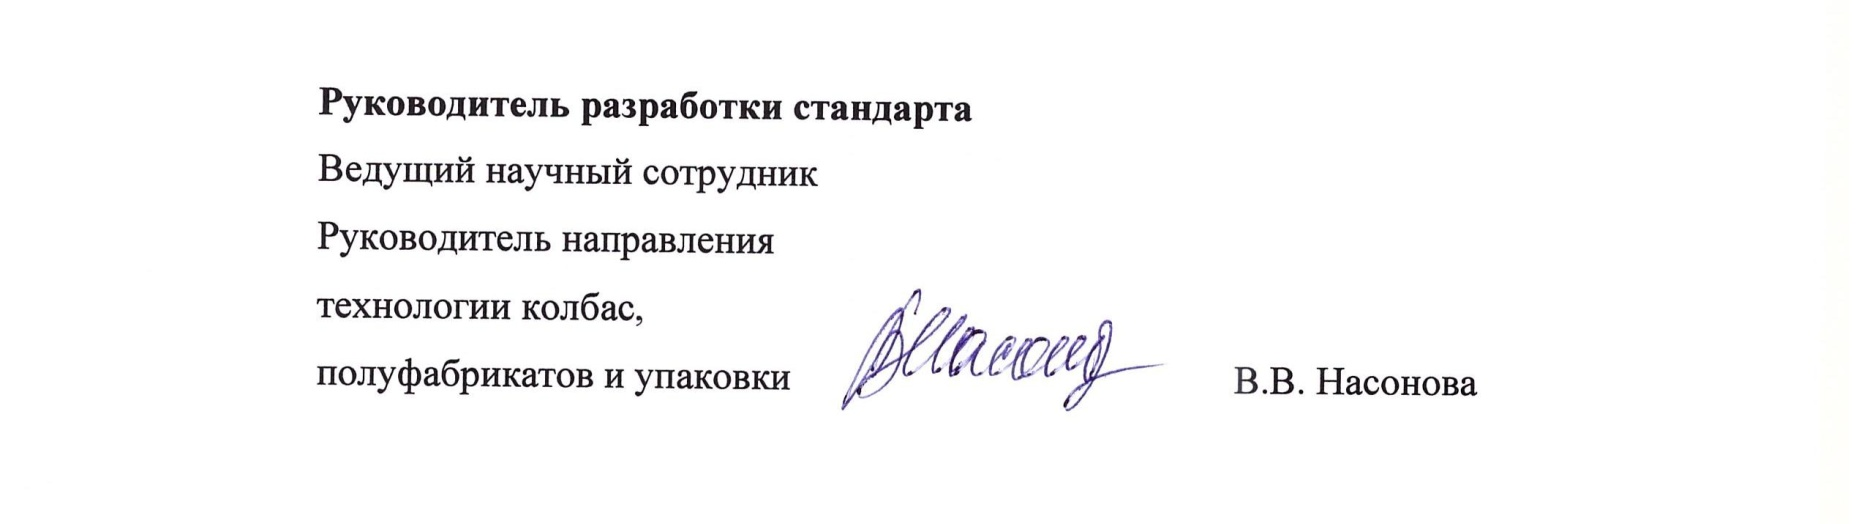 Руководитель разработки стандарта
Ведущий научный сотрудник
Руководитель направления
технологии колбас,
полуфабрикатов и упаковки В.В. Насонова